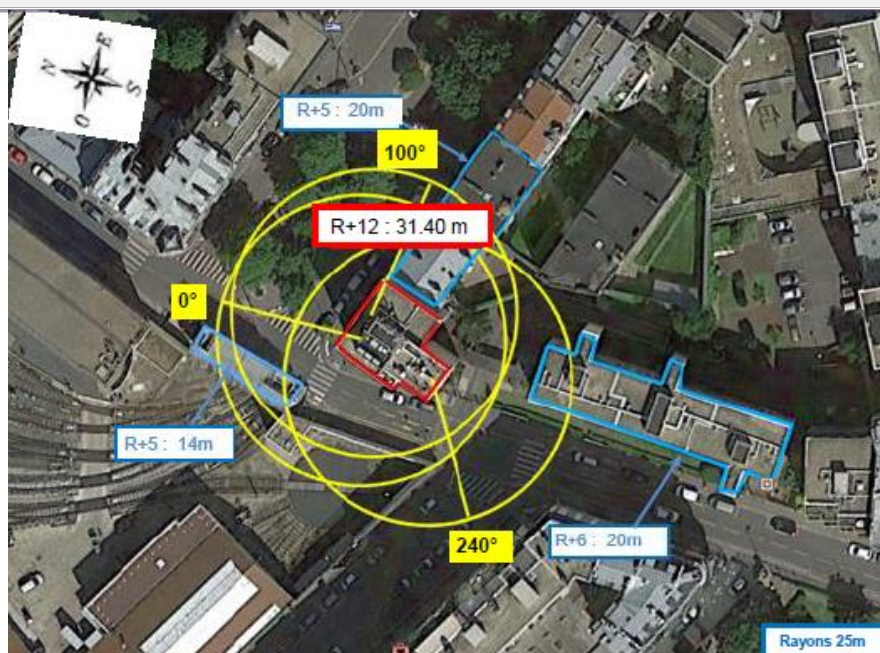 E
N
S
O
R+5 : 20m
100°
R+12 : 31.40 m
0°
R+5 : 14m
240°
R+6 : 20m
Rayons 25m